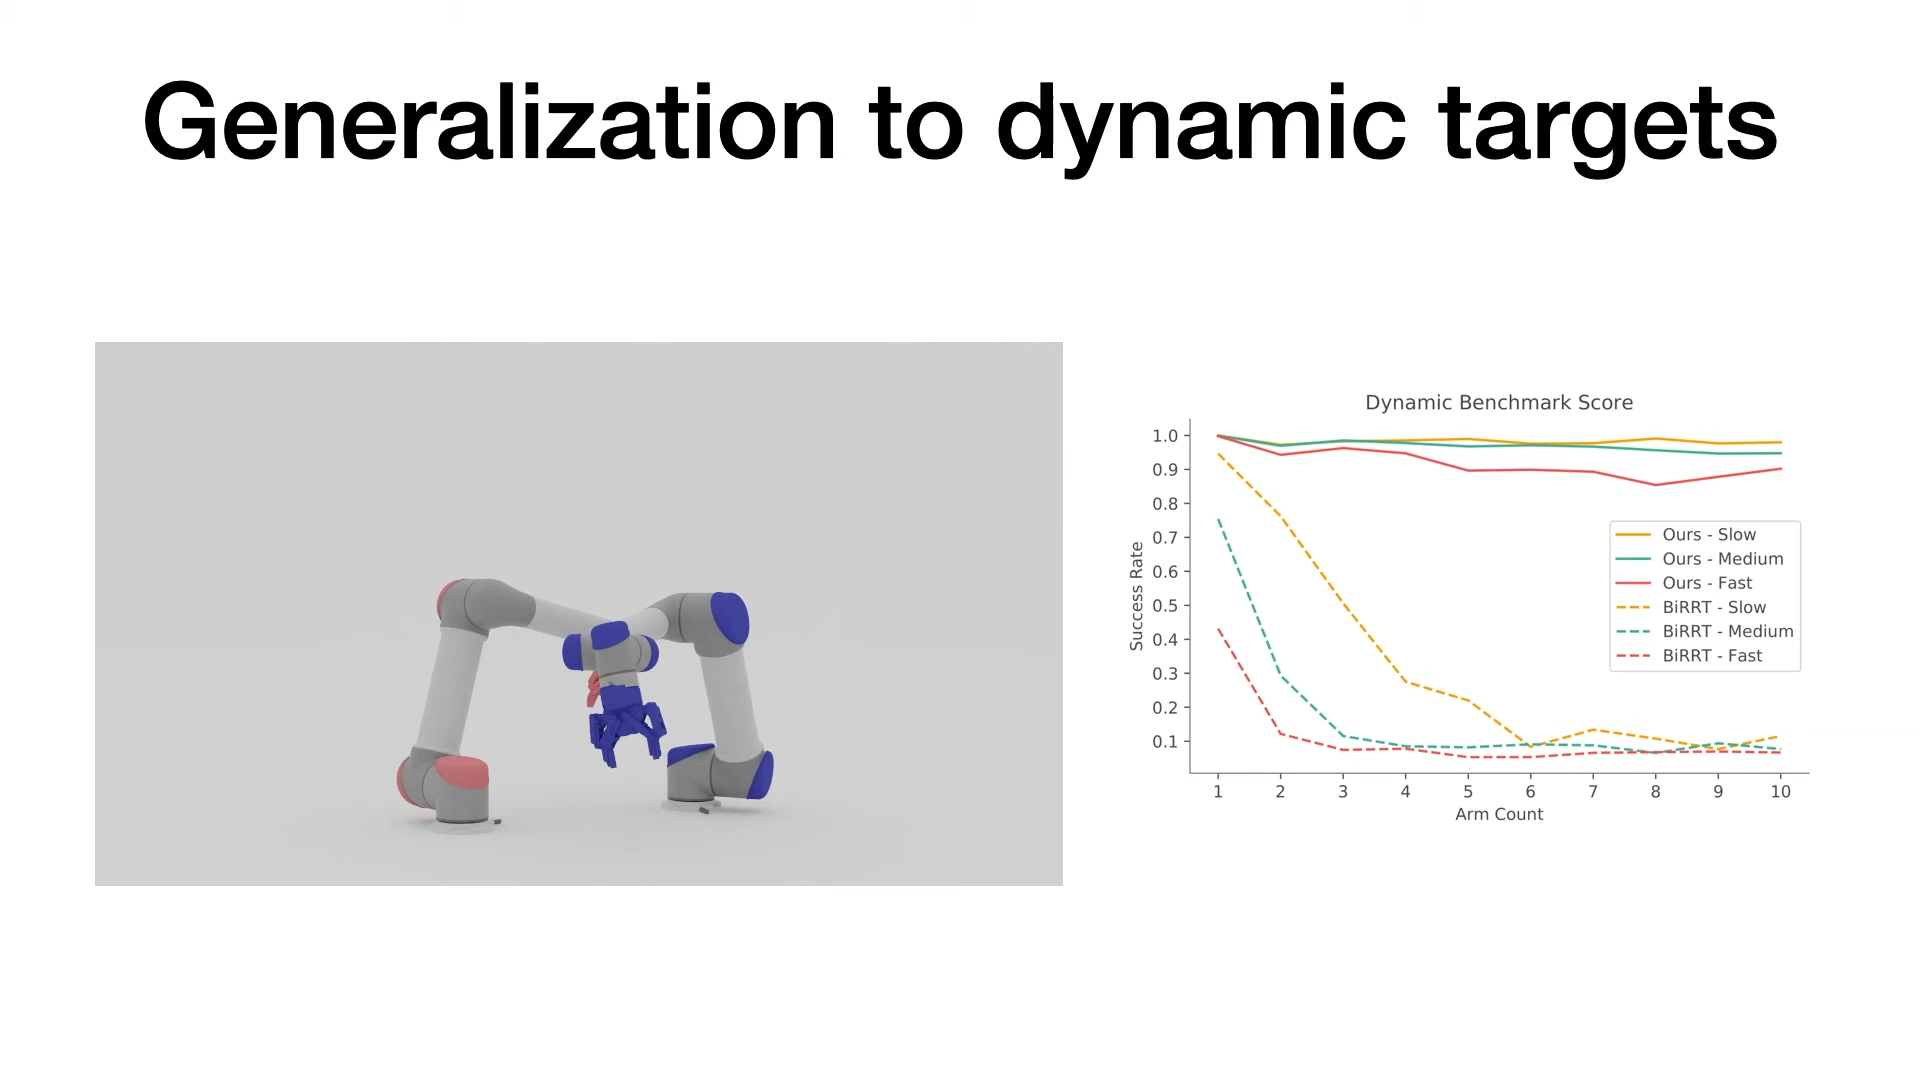 Generalization to dynamic targets
Dynamic Benchmark Score
1.0
0.9
0.8
0.7
0.6
0.5
0.4
0.3
0.2
0.1
Success Rate
Ours - Slow
Ours - Medium
Ours - Fast
BiRRT - Slow
BiRRT - Medium
BiRRT - Fast
1 2 3 4 5 6 7 8 9 10
Arm Count